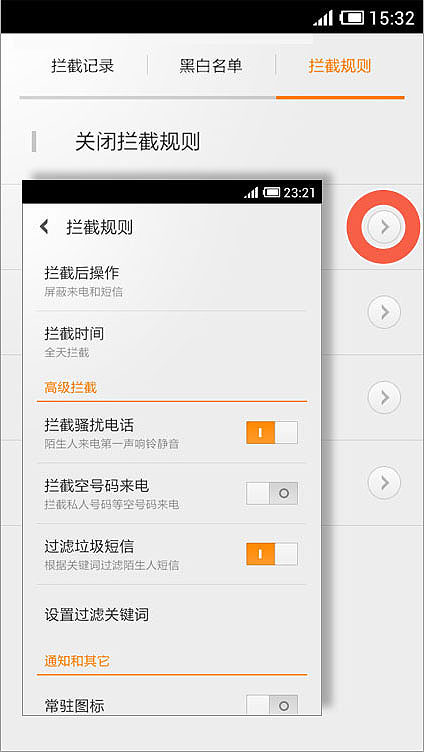 15:32
拦截记录
黑白名单
拦截规则
关闭拦截规则
23:21
拦截规则
拦截后操作
屏蔽来电和短信
拦截时间
全天拦截
高级拦截
拦截骚扰电话
陌生人来电第一声响铃静音
拦截空号码来电
拦截私人号码等空号码来电
过滤垃圾短信
根据关键词过滤陌生人短信
设置过滤关键词
通知和其它
常驻图标